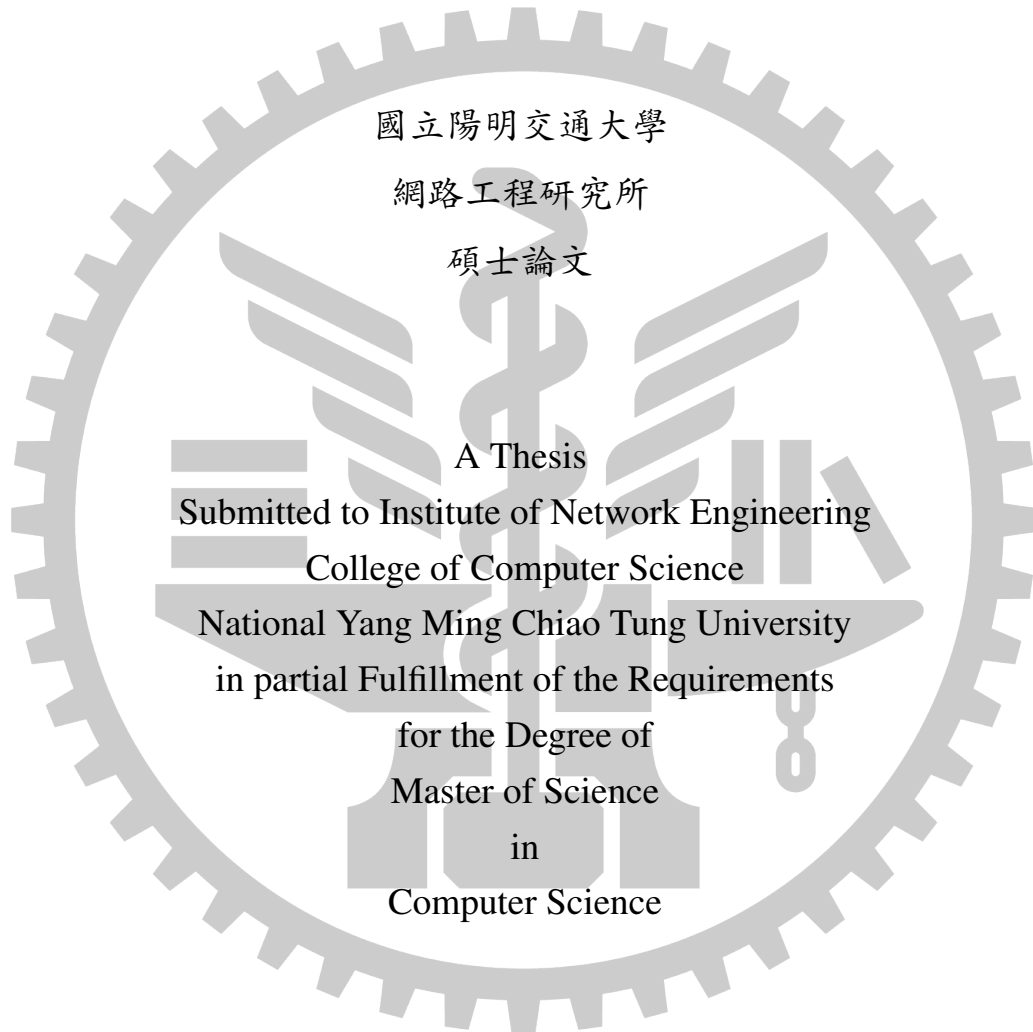 國立陽明交通大學
網路工程研究所
碩士論文
A Thesis
Submitted to Institute of Network Engineering
College of Computer Science
National Yang Ming Chiao Tung University
in partial Fulfillment of the Requirements
for the Degree of
Master of Science
in
Computer Science